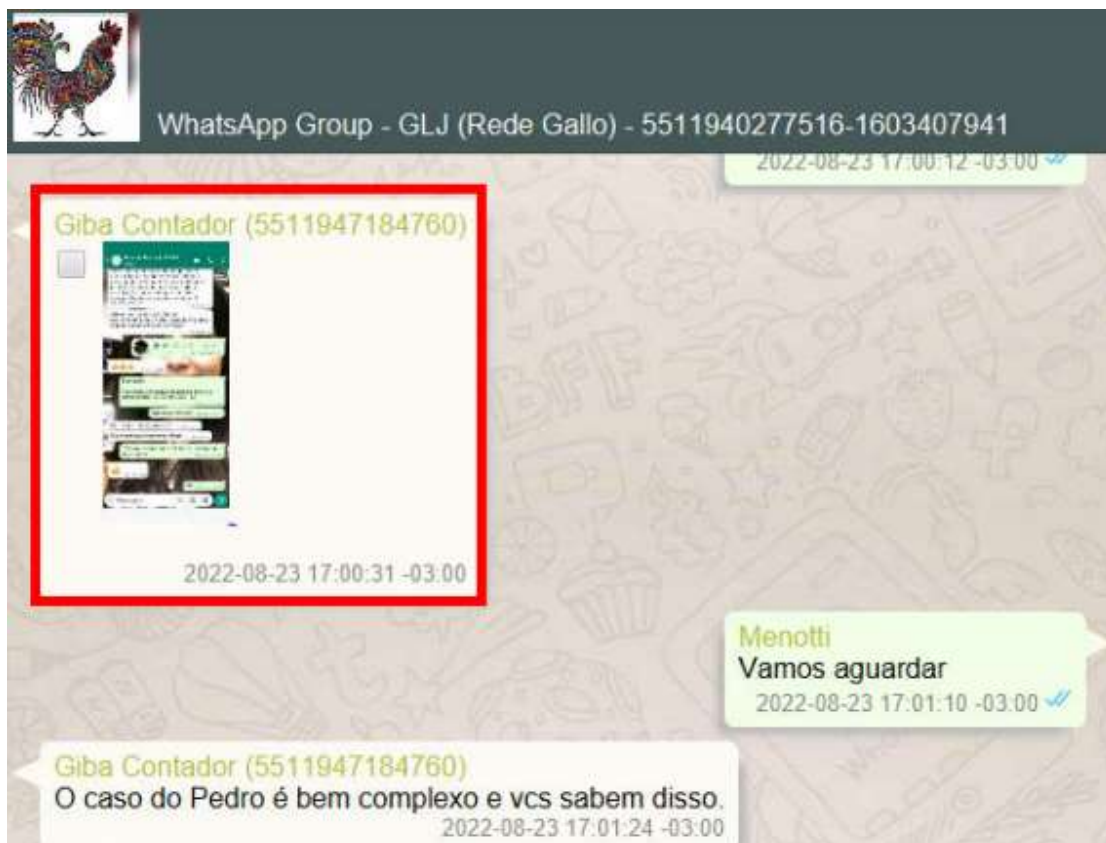 WhatsApp Group - GLJ (Rede Gallo) - 5511940277516-1603407941
2022-08-23 17:00:12 -03:00
Giba Contador (5511947184760)
2022-08-23 17:00:31 -03:00
Menotti
Vamos aguardar
2022-08-23 17:01:10 -03:00
Giba Contador (5511947184760)
O caso do Pedro é bem complexo e vcs sabem disso.
2022-08-23 17:01:24 -03:00